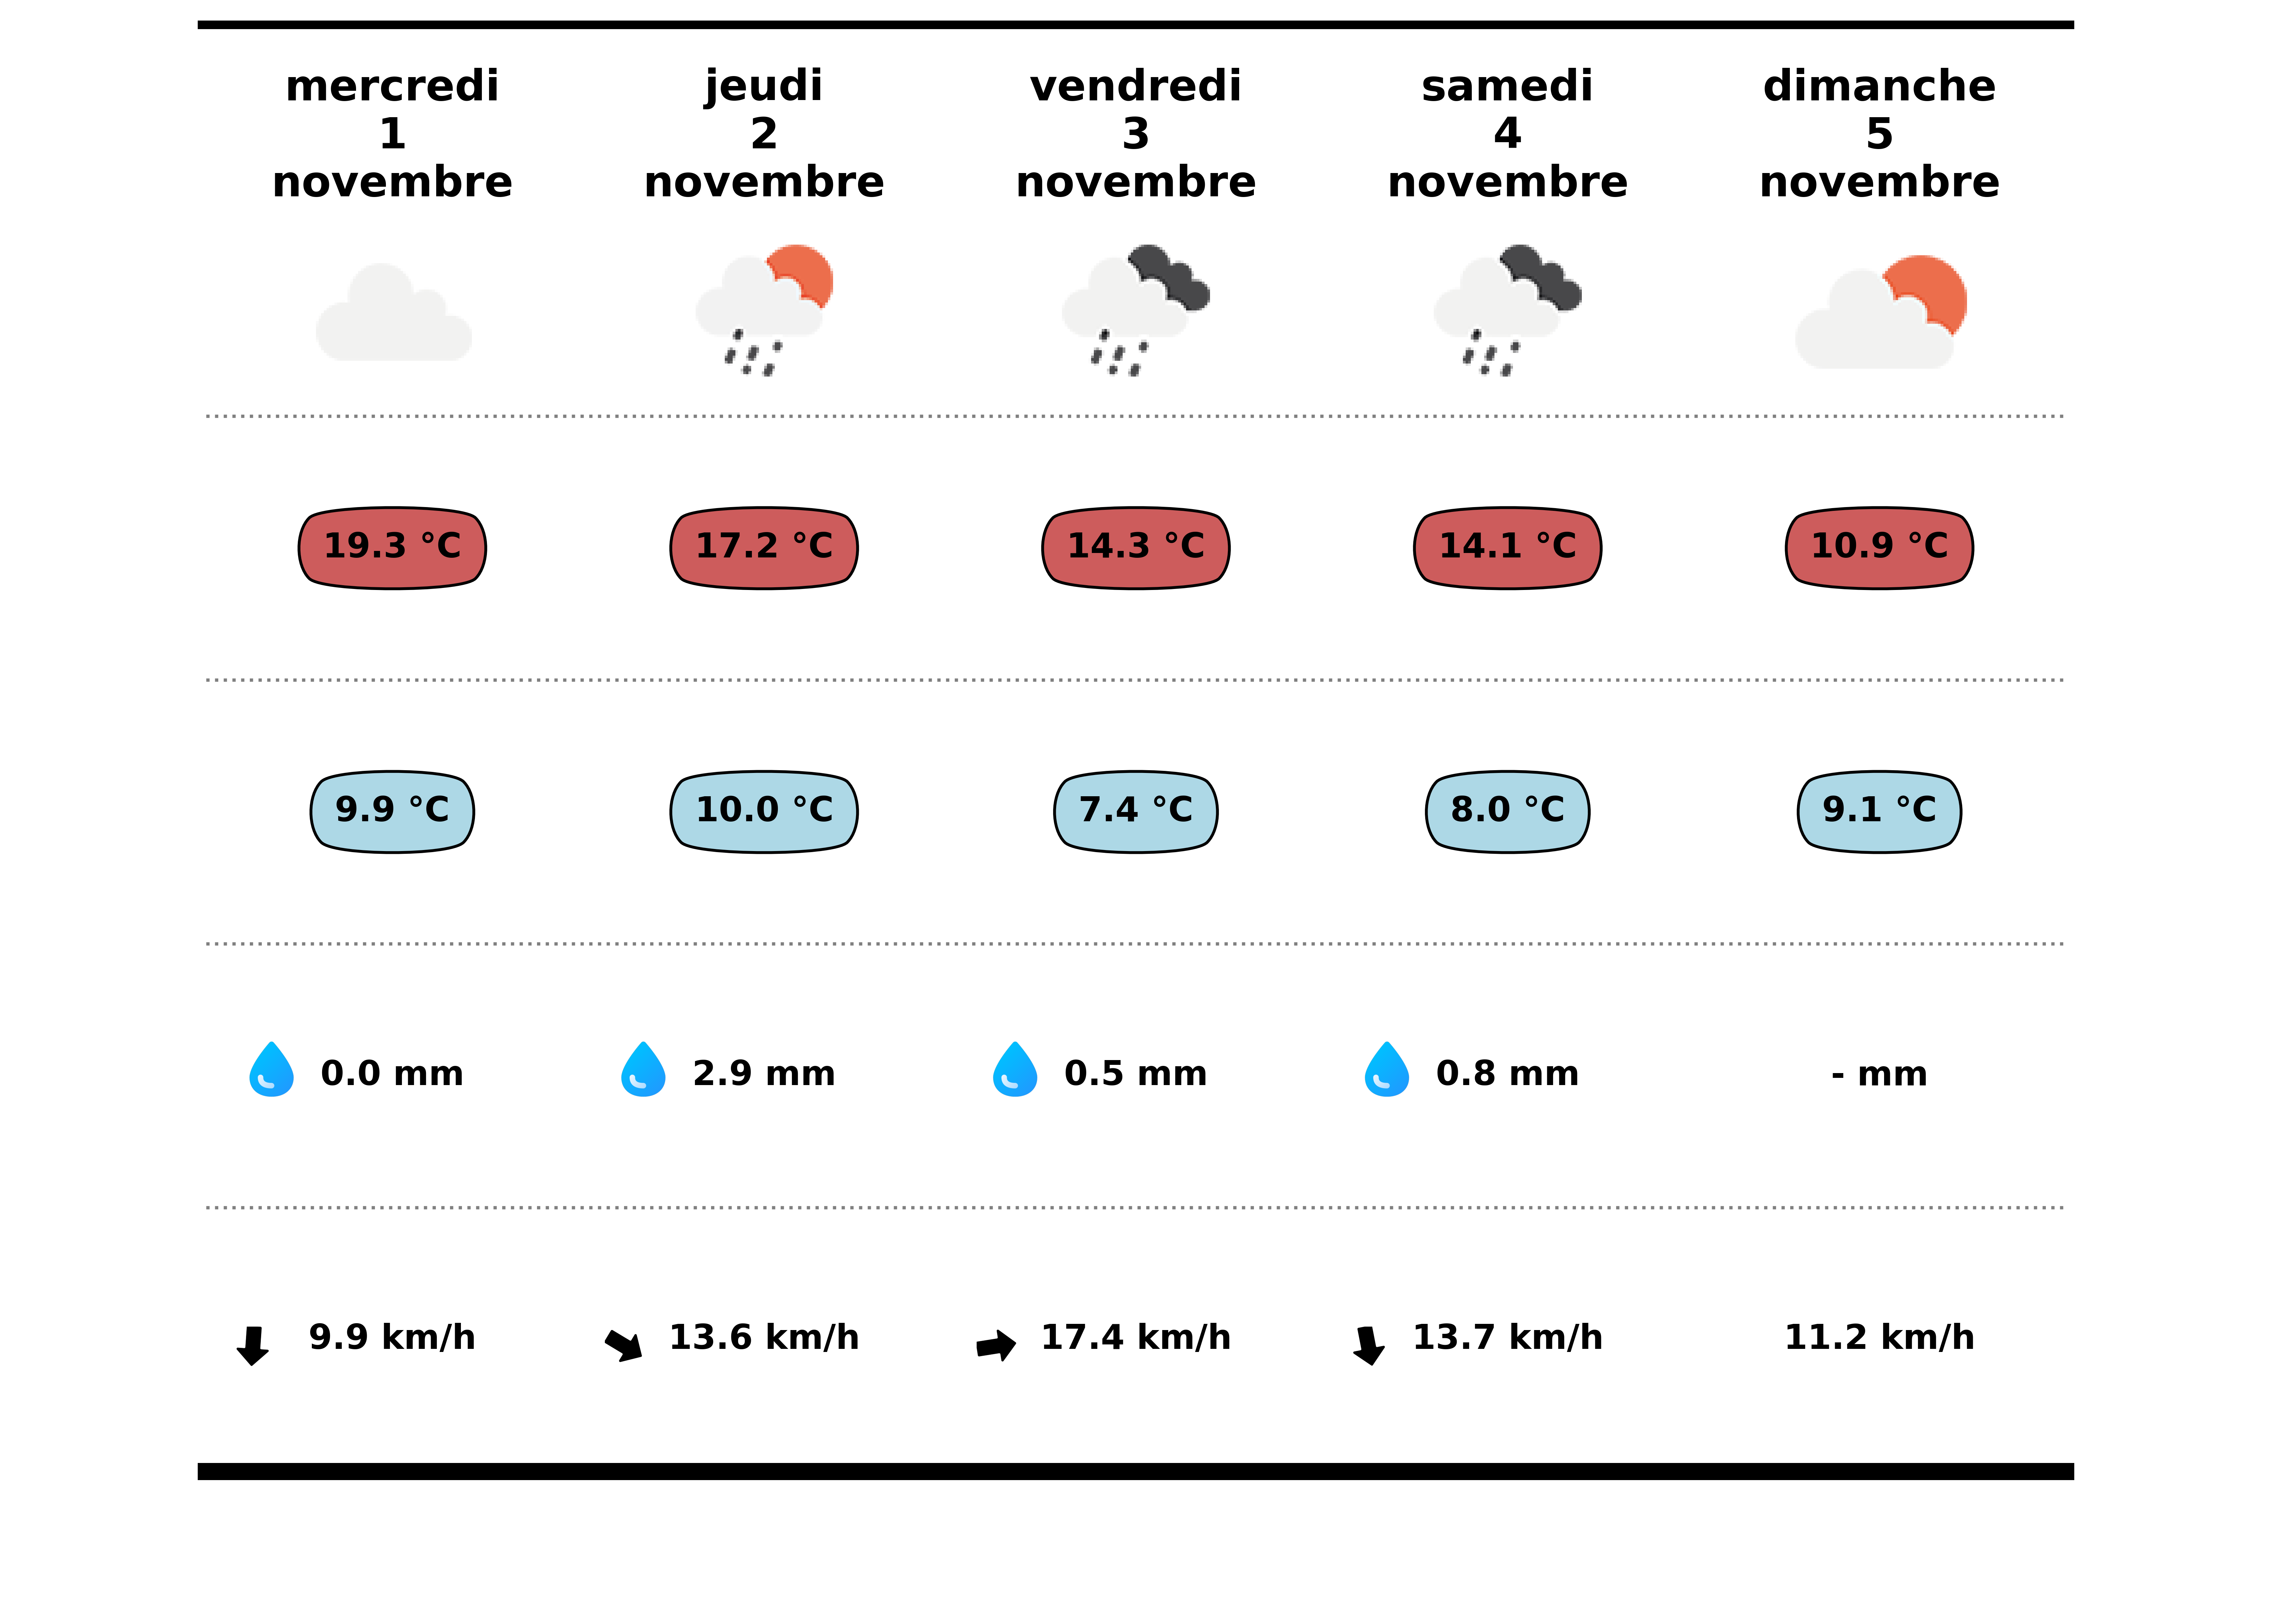 mercredi
1
novembre
jeudi
2
novembre
vendredi
3
novembre
samedi
4
novembre
dimanche
5
novembre
19.3 °C
17.2 °C
14.3 °C
14.1 °C
10.9 °C
9.9 °C
10.0 °C
7.4 °C
8.0 °C
9.1 °C
0.0 mm
2.9 mm
0.5 mm
0.8 mm
- mm
9.9 km/h
13.6 km/h
17.4 km/h
13.7 km/h
11.2 km/h